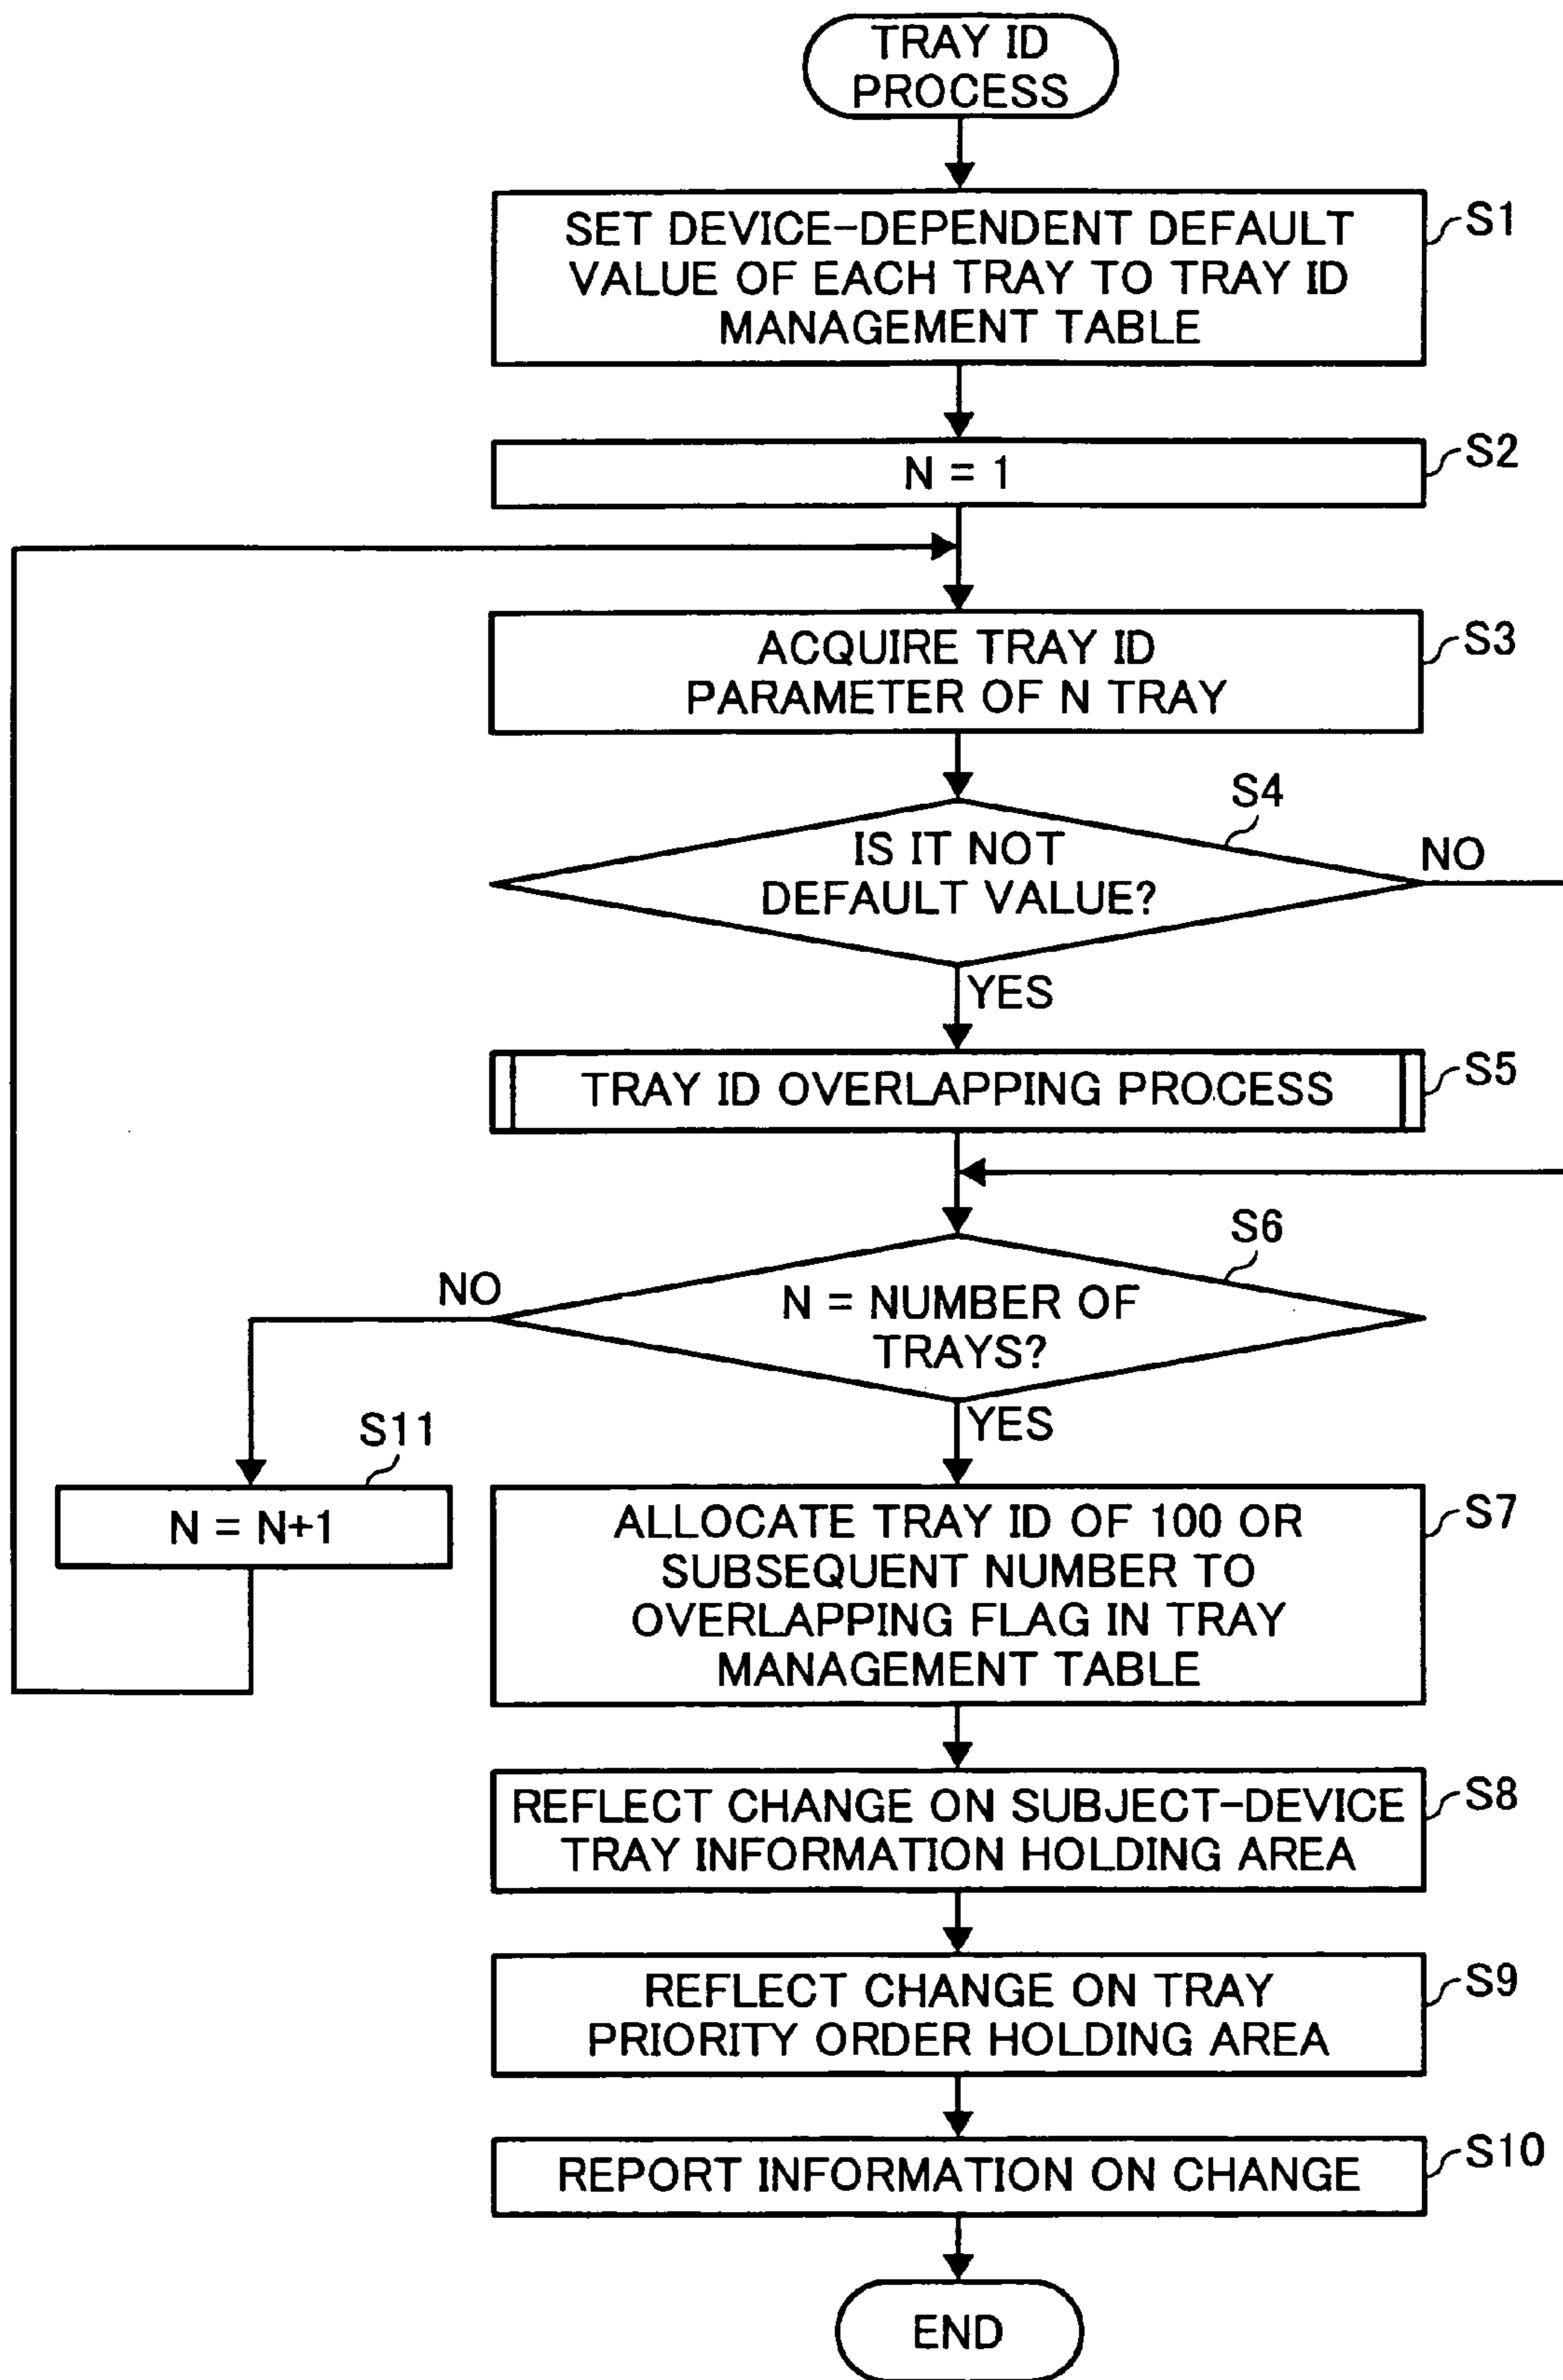 TRAY ID
PROCESS
SET DEVICE-DEPENDENT DEFAULT
VALUE OF EACH TRAY TO TRAY ID
MANAGEMENT TABLE
S1
N = 1
S2
ACQUIRE TRAY ID
PARAMETER OF N TRAY
S3
S4
IS IT NOT
DEFAULT VALUE?
NO
YES
TRAY ID OVERLAPPING PROCESS
S5
S6
NO
N = NUMBER OF
TRAYS?
YES
S11
N = N+1
ALLOCATE TRAY ID OF 100 OR
SUBSEQUENT NUMBER TO
OVERLAPPING FLAG IN TRAY
MANAGEMENT TABLE
S7
REFLECT CHANGE ON SUBJECT-DEVICE
TRAY INFORMATION HOLDING AREA
S8
REFLECT CHANGE ON TRAY
PRIORITY ORDER HOLDING AREA
S9
REPORT INFORMATION ON CHANGE
S10
END